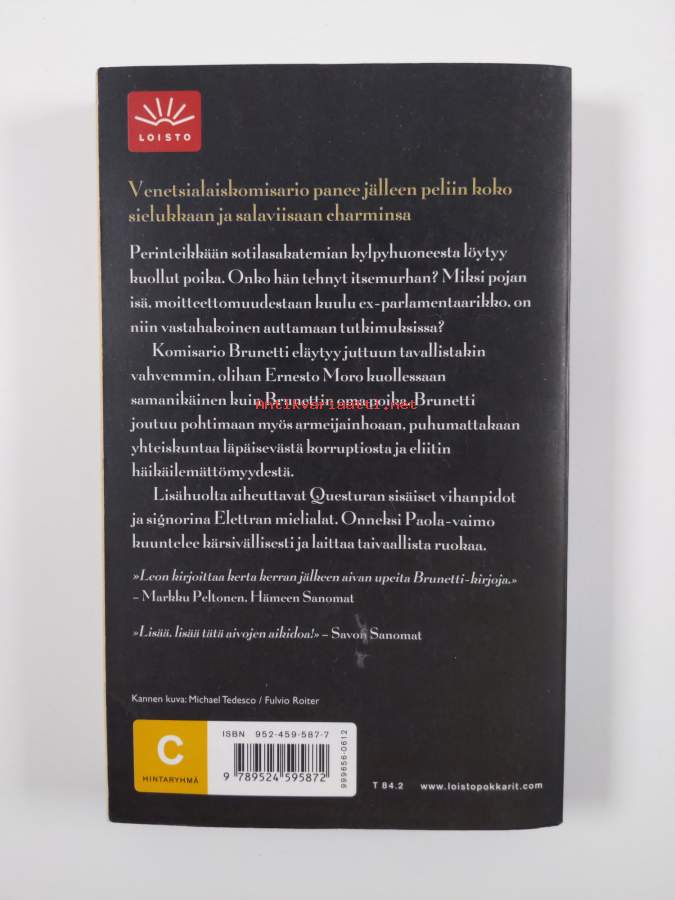 LOISTO
Venetsialaiskomisario panee jälleen peliin koko
sielukkaan ja salaviisaan charminsa
Perinteikkään sotilasakatemian kylpyhuoneesta löytyy
kuollut poika. Onko hän tehnyt itsemurhan? Miksi pojan
isä, moitteettomuudestaan kuulu ex-parlamentaarikko, on
niin vastahakoinen auttamaan tutkimuksissa?
Komisario Brunetti eläytyy juttuun tavallistakin
vahvemmin, olihan Ernesto Moro kuollessaan
samanikäinen kuin Brunettin oma poika. Brunetti
Antikvariaatti.net
joutuu pohtimaan myös armeijainhoaan, puhumattakaan
yhteiskuntaa läpäisevästä korruptiosta ja eliitin
häikäilemättömyydestä.
Lisähuolta aiheuttavat Questuran sisäiset vihanpidot
ja signorina Elettran mielialat. Onneksi Paola-vaimo
kuuntelee kärsivällisesti ja laittaa taivaallista ruokaa.
»Leon kirjoittaa kerta kerran jälkeen aivan upeita Brunetti-kirjoja.»
– Markku Peltonen, Hämeen Sanomat
»Lisää, lisää tätä aivojen aikidoa!» – Savon Sanomat
Kannen kuva: Michael Tedesco / Fulvio Roiter
C
HINTARYHMÄ
ISBN 952-459-587-7
9 789524 595872
999656-0612
T 84.2 www.loistopokkarit.com